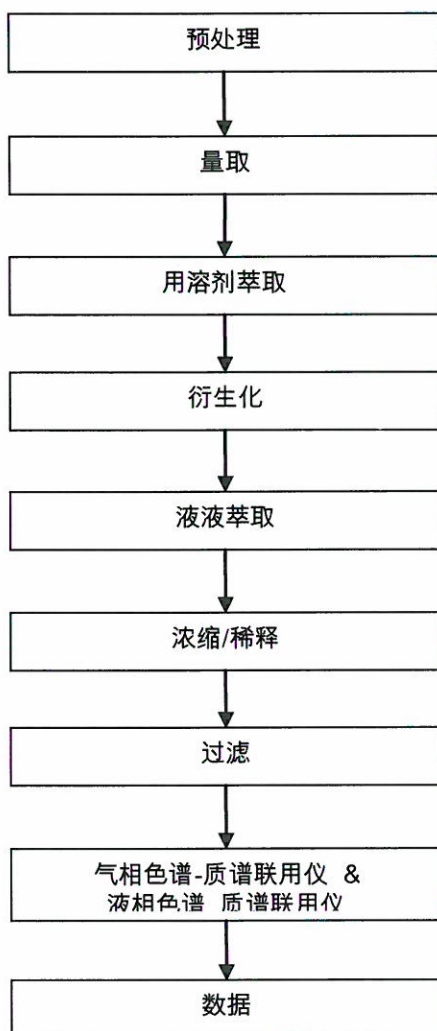 预处理
量取
用溶剂萃取
衍生化
液液萃取
浓缩/稀释
过滤
气相色谱-质谱联用仪 &
液相色谱 质谱联用仪
数据